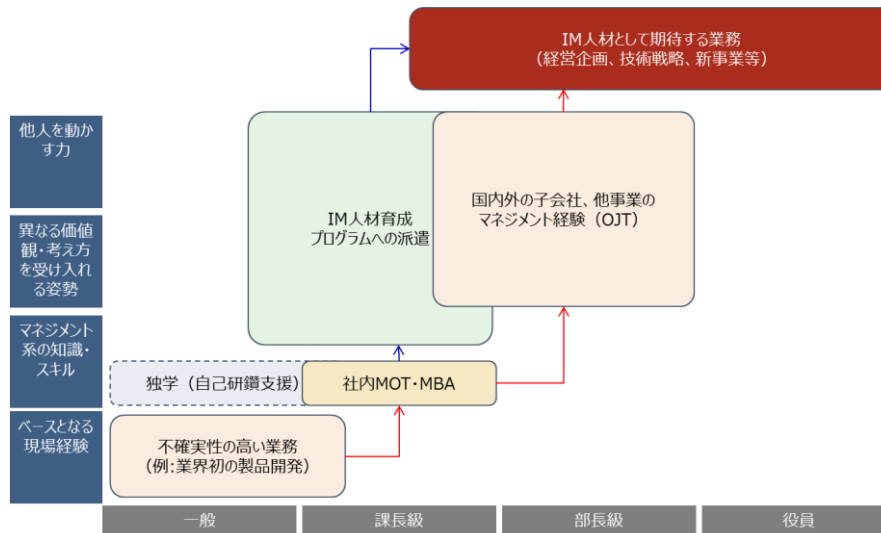 IM人材として期待する業務
（経営企画、技術戦略、新事業等）
他人を動か
す力
IM人材育成
プログラムへの派遣
国内外の子会社、他事業の
マネジメント経験（OJT）
異なる価値
観・考え方
を受け入れ
る姿勢
マネジメント
系の知識・
スキル
独学（自己研鑽支援）
社内MOT・MBA
ベースとなる
現場経験
不確実性の高い業務
（例：業界初の製品開発）
一般
課長級
部長級
役員